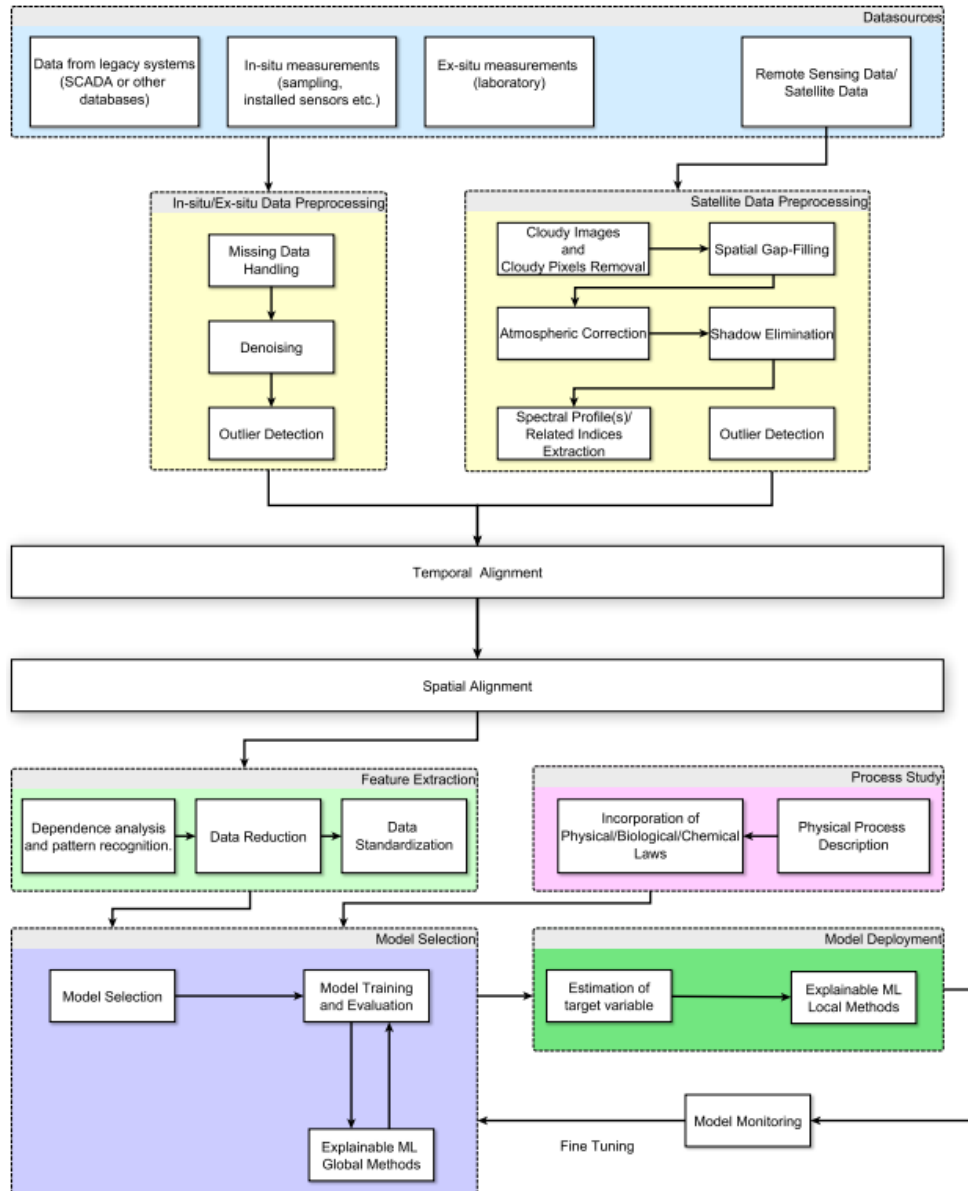 Datasources
Data from legacy systems
(SCADA or other
databases)
In-situ measurements
(sampling,
installed sensors etc.)
Ex-situ measurements
(laboratory)
Remote Sensing Data/
Satellite Data
In-situ/Ex-situ Data Preprocessing
Missing Data
Handling
Denoising
Outlier Detection
Satellite Data Preprocessing
Cloudy Images
and
Cloudy Pixels Removal
Spatial Gap-Filling
Atmospheric Correction
Shadow Elimination
Spectral Profile(s)/
Related Indices
Extraction
Outlier Detection
Temporal Alignment
Spatial Alignment
Feature Extraction
Dependence analysis
and pattern recognition.
Data Reduction
Data
Standardization
Process Study
Incorporation of
Physical/Biological/Chemical
Laws
Physical Process
Description
Model Selection
Model Selection
Model Training
and Evaluation
Explainable ML
Global Methods
Model Deployment
Estimation of
target variable
Explainable ML
Local Methods
Model Monitoring
Fine Tuning